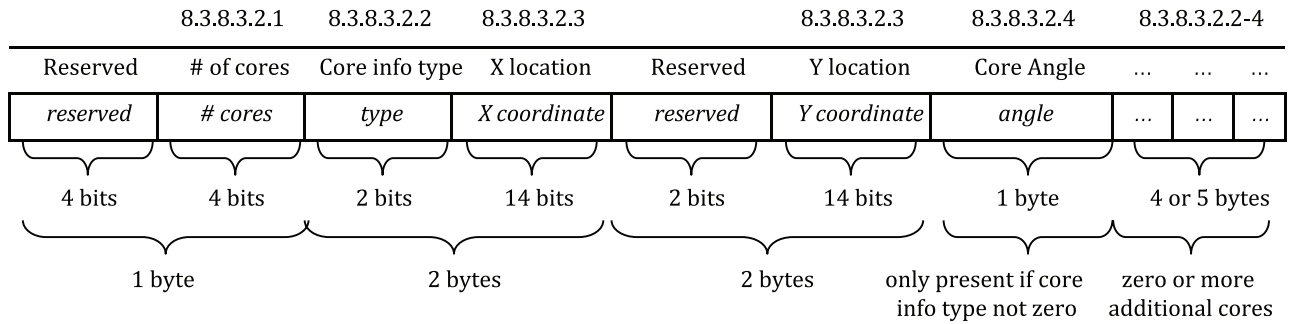 8.3.8.3.2.1 8.3.8.3.2.2 8.3.8.3.2.3 8.3.8.3.2.3 8.3.8.3.2.4 8.3.8.3.2.2-4
Reserved # of cores Core info type X location Reserved Y location Core Angle ... ... ...
reserved # cores type X coordinate reserved Y coordinate angle ... ... ...
4 bits 4 bits 2 bits 14 bits 2 bits 14 bits 1 byte 4 or 5 bytes
1 byte 2 bytes 2 bytes only present if core zero or more
info type not zero additional cores